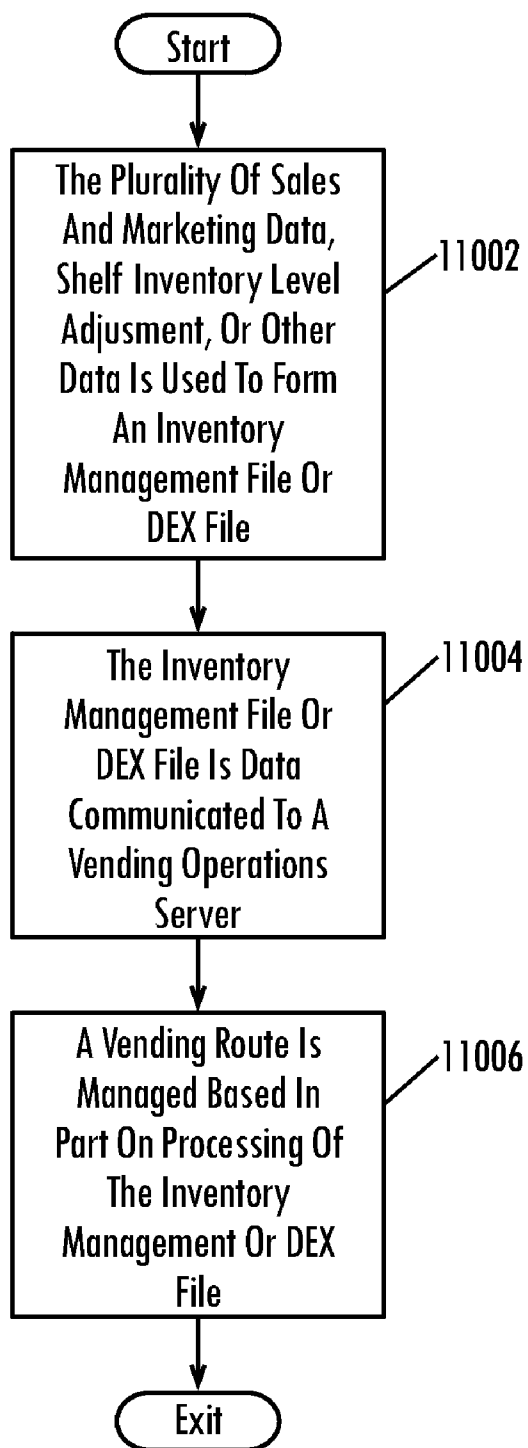 Start
The Plurality Of Sales
And Marketing Data,
Shelf Inventory Level
Adjusment, Or Other
Data Is Used To Form
An Inventory
Management File Or
DEX File
11002
The Inventory
Management File Or
DEX File Is Data
Communicated To A
Vending Operations
Server
11004
A Vending Route Is
Managed Based In
Part On Processing Of
The Inventory
Management Or DEX
File
11006
Exit